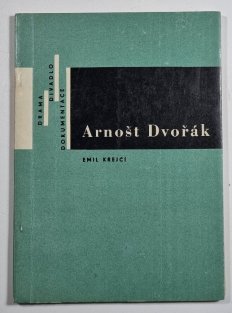 DRAMA
DIVADLO
DOKUMENTACE
Arnošt Dvořák
EMIL KREJČÍ